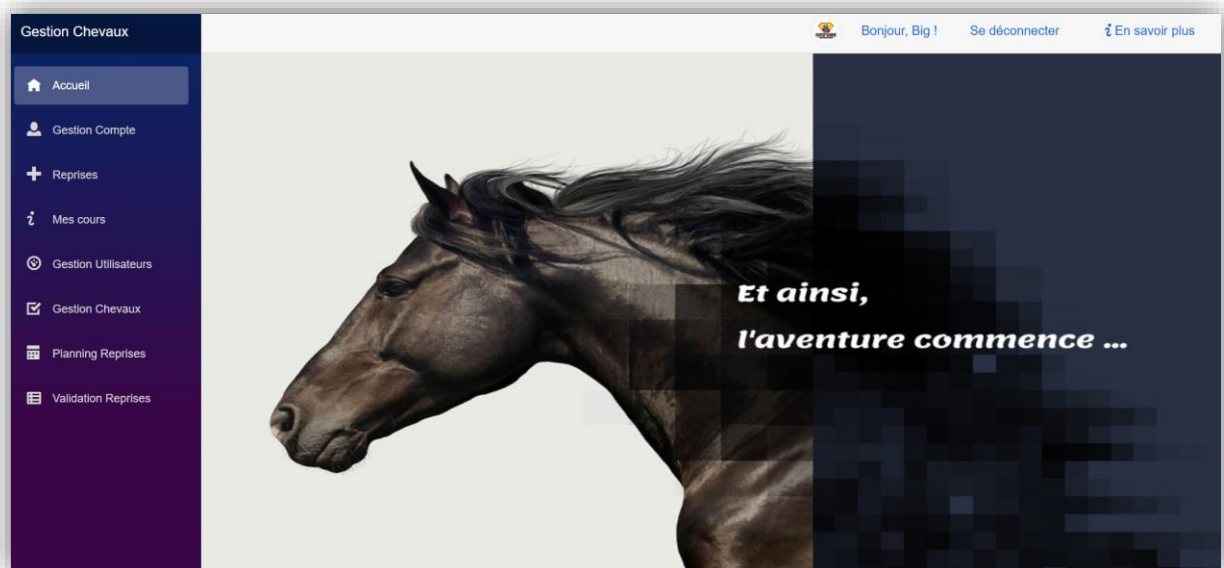 Gestion Chevaux
Bonjour, Big !
Se déconnecter
En savoir plus
Accueil
Gestion Compte
Reprises
Mes cours
Gestion Utilisateurs
Gestion Chevaux
Planning Reprises
Validation Reprises
Et ainsi,
l'aventure commence ...